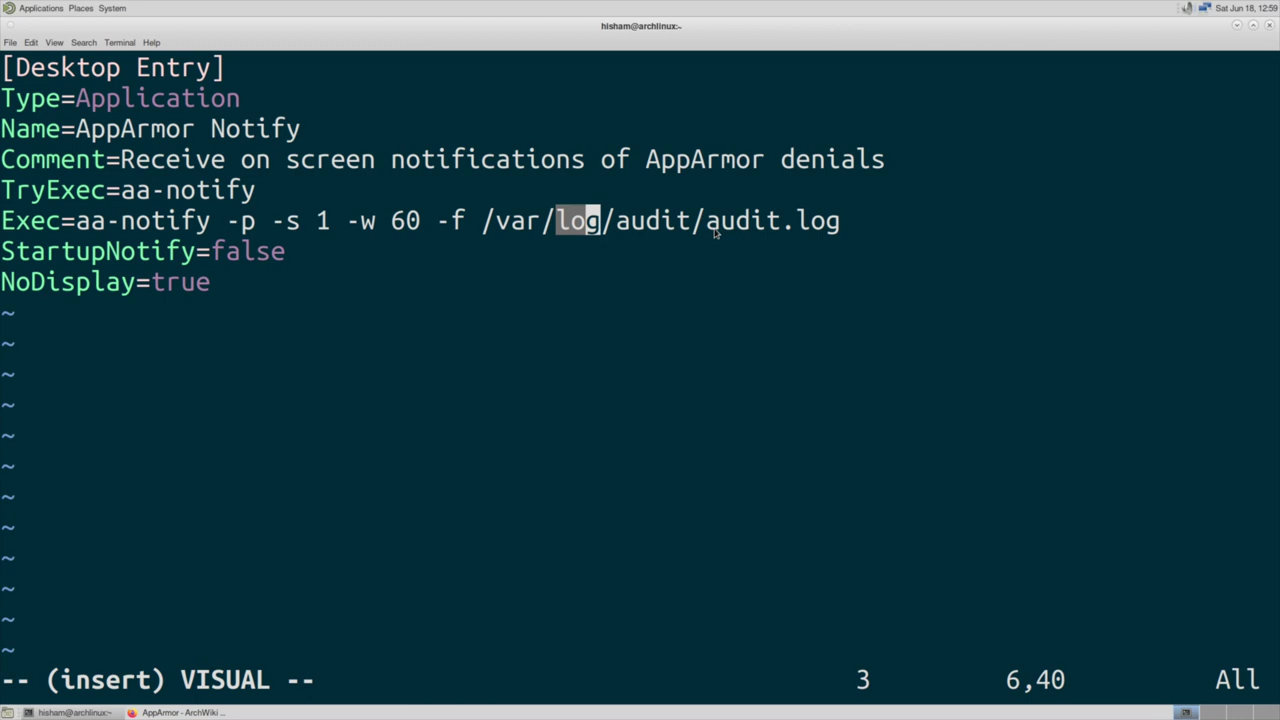 Applications Places System
Sat Jun 18, 12:59
hisham@archlinux:~
File Edit View Search Terminal Help
[Desktop Entry]
Type=Application
Name=AppArmor Notify
Comment=Receive on screen notifications of AppArmor denials
TryExec=aa-notify
Exec=aa-notify -p -s 1 -w 60 -f /var/log/audit/audit.log
StartupNotify=false
NoDisplay=true
~
~
~
~
~
~
~
~
~
~
~
~
-- (insert) VISUAL -- 3 6,40 All
hisham@archlinux:~ AppArmor - ArchWiki ...